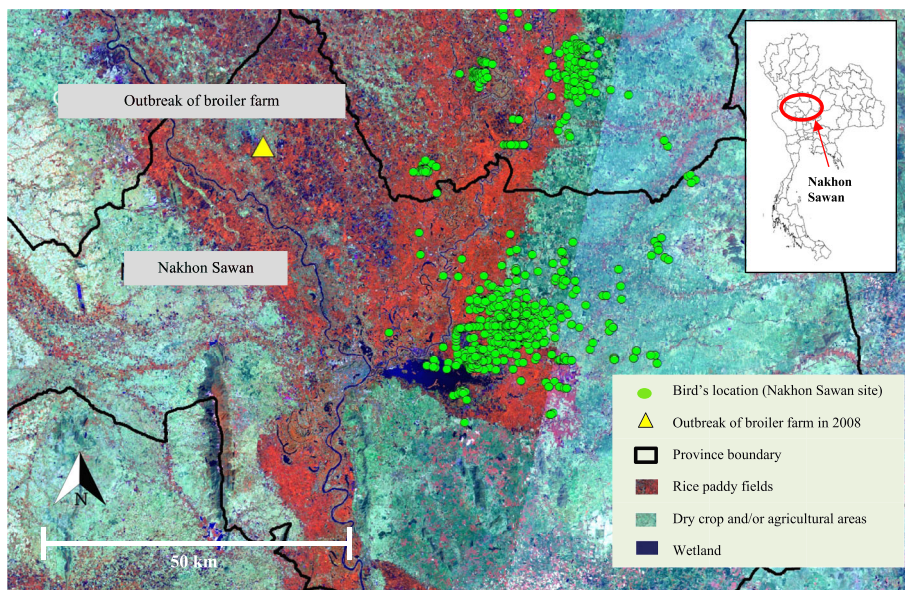 Outbreak of broiler farm
Nakhon Sawan
Nakhon
Sawan
Bird's location (Nakhon Sawan site)
Outbreak of broiler farm in 2008
Province boundary
Rice paddy fields
Dry crop and/or agricultural areas
Wetland
N
50 km